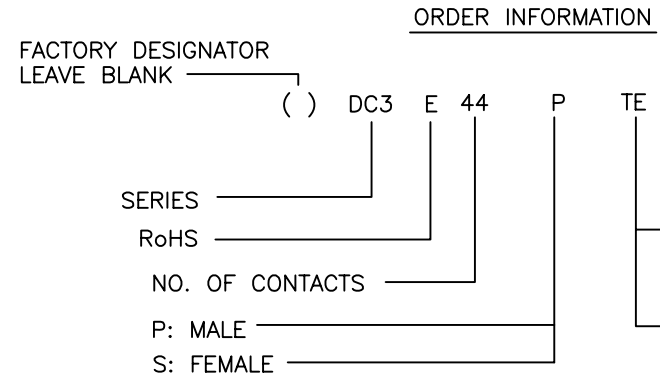 ORDER INFORMATION
FACTORY DESIGNATOR
LEAVE BLANK
( ) DC3 E 44 P TE
SERIES
RoHS
NO. OF CONTACTS
P: MALE
S: FEMALE